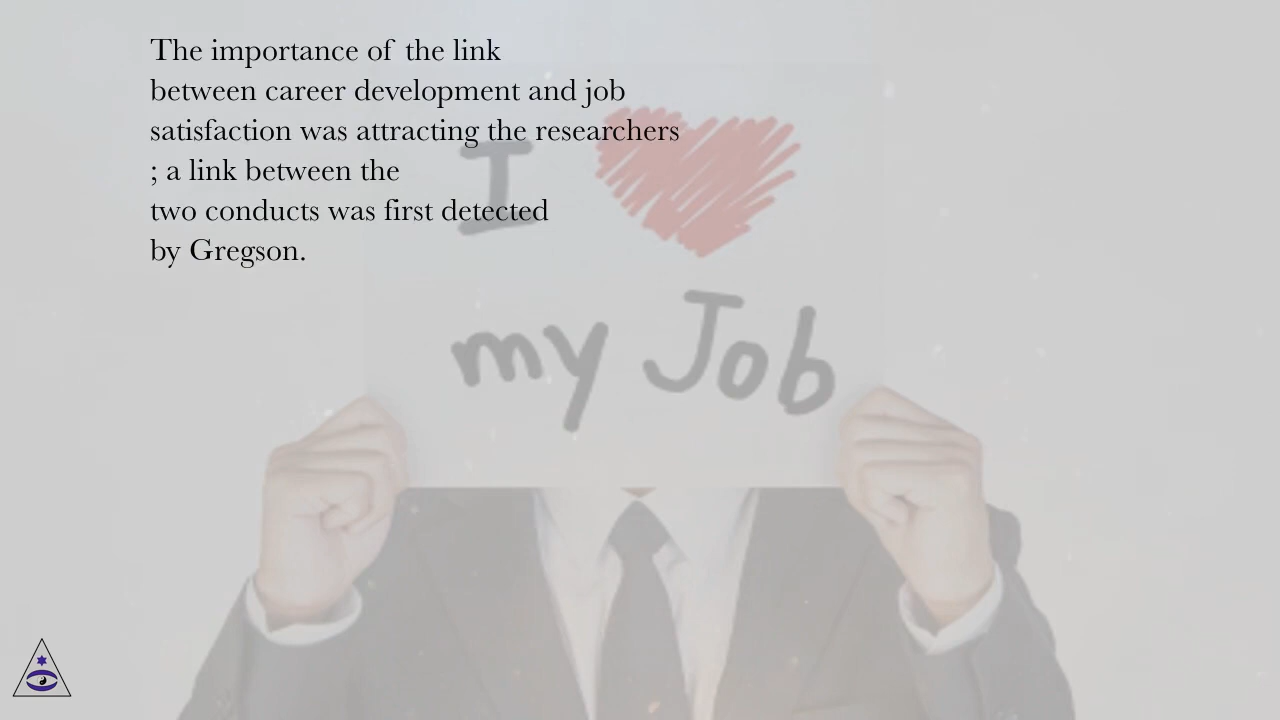 The importance of the link
between career development and job
satisfaction was attracting the researchers
; a link between the
two conducts was first detected
by Gregson.
I
my Job